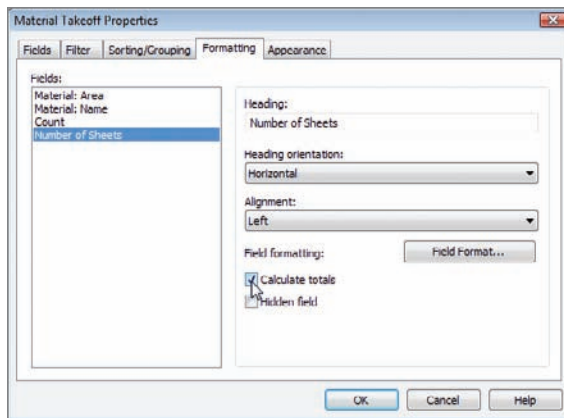 Material Takeoff Properties
Fields Filter Sorting/Grouping Formatting Appearance
Fields:
Material: Area
Material: Name
Count
Number of Sheets
Heading:
Number of Sheets
Heading orientation:
Horizontal
Alignment:
Left
Field formatting: Field Format...
Calculate totals
Hidden field
OK Cancel Help